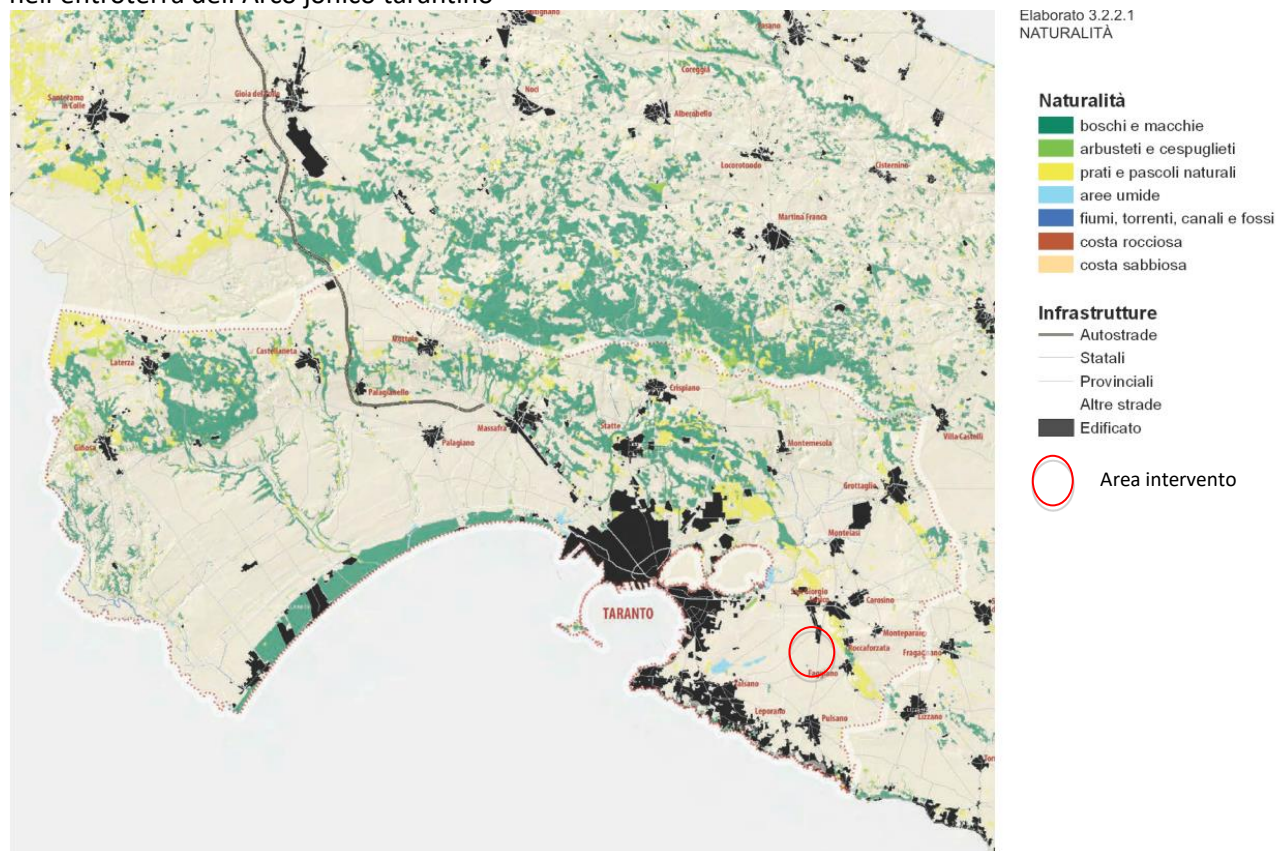 nell'entroterra dell'Arco jonico tarantino
Elaborato 3.2.2.1
NATURALITÀ
Santeramo
in Colle
Gioia del Colle
Noci
Coreggia
Alberobello
Locorotondo
Cisternino
Martina Franca
Laterza
Castellaneta
Mottola
Palagianello
Crispiano
Massafra
Palagiano
Statte
Montemesola
Villa Castelli
Ginosa
Grottaglie
Monteiasi
San Giorgio
Carosino
TARANTO
Monteparano
Roccaforzata
Fragagnano
Faggiano
Talsano
Leporano
Pulsano
Lizzano
Naturalità
boschi e macchie
arbusteti e cespuglieti
prati e pascoli naturali
aree umide
fiumi, torrenti, canali e fossi
costa rocciosa
costa sabbiosa
Infrastrutture
Autostrade
Statali
Provinciali
Altre strade
Edificato
Area intervento